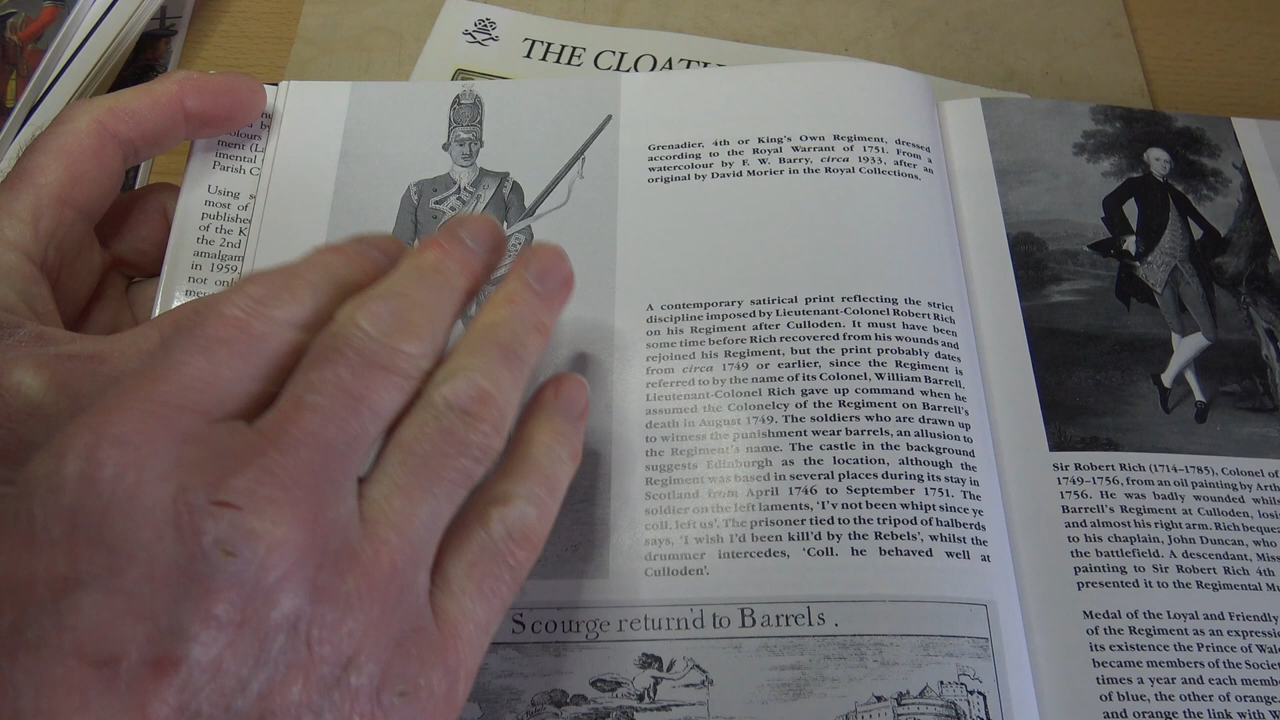 THE CLOATH
colours
ment (La
imental
Parish C
Using s
most of
published
of the K
the 2nd
amalgam
in 1959.
not only
Grenadier, 4th or King's Own Regiment, dressed
according to the Royal Warrant of 1751. From a
watercolour by F. W. Barry, circa 1933, after an
original by David Morier in the Royal Collections.
A contemporary satirical print reflecting the strict
discipline imposed by Lieutenant-Colonel Robert Rich
on his Regiment after Culloden. It must have been
some time before Rich recovered from his wounds and
rejoined his Regiment, but the print probably dates
from circa 1749 or earlier, since the Regiment is
referred to by the name of its Colonel, William Barrell.
Lieutenant-Colonel Rich gave up command when he
assumed the Colonelcy of the Regiment on Barrell's
death in August 1749. The soldiers who are drawn up
to witness the punishment wear barrels, an allusion to
the Regiment's name. The castle in the background
suggests Edinburgh as the location, although the
Regiment was based in several places during its stay in
Scotland from April 1746 to September 1751. The
soldier on the left laments, 'I'v not been whipt since ye
coll. left us'. The prisoner tied to the tripod of halberds
says, 'I wish I'd been kill'd by the Rebels', whilst the
drummer intercedes, 'Coll. he behaved well at
Culloden'.
Scourge return'd to Barrels.
Sir Robert Rich (1714–1785), Colonel of
1749–1756, from an oil painting by Arth
1756. He was badly wounded whils
Barrell's Regiment at Culloden, losi
and almost his right arm. Rich beque
to his chaplain, John Duncan, who
the battlefield. A descendant, Miss
painting to Sir Robert Rich 4th
presented it to the Regimental Mu
Medal of the Loyal and Friendly
of the Regiment as an expressio
its existence the Prince of Wal
became members of the Societ
times a year and each memb
of blue, the other of orange
and orange the link with W